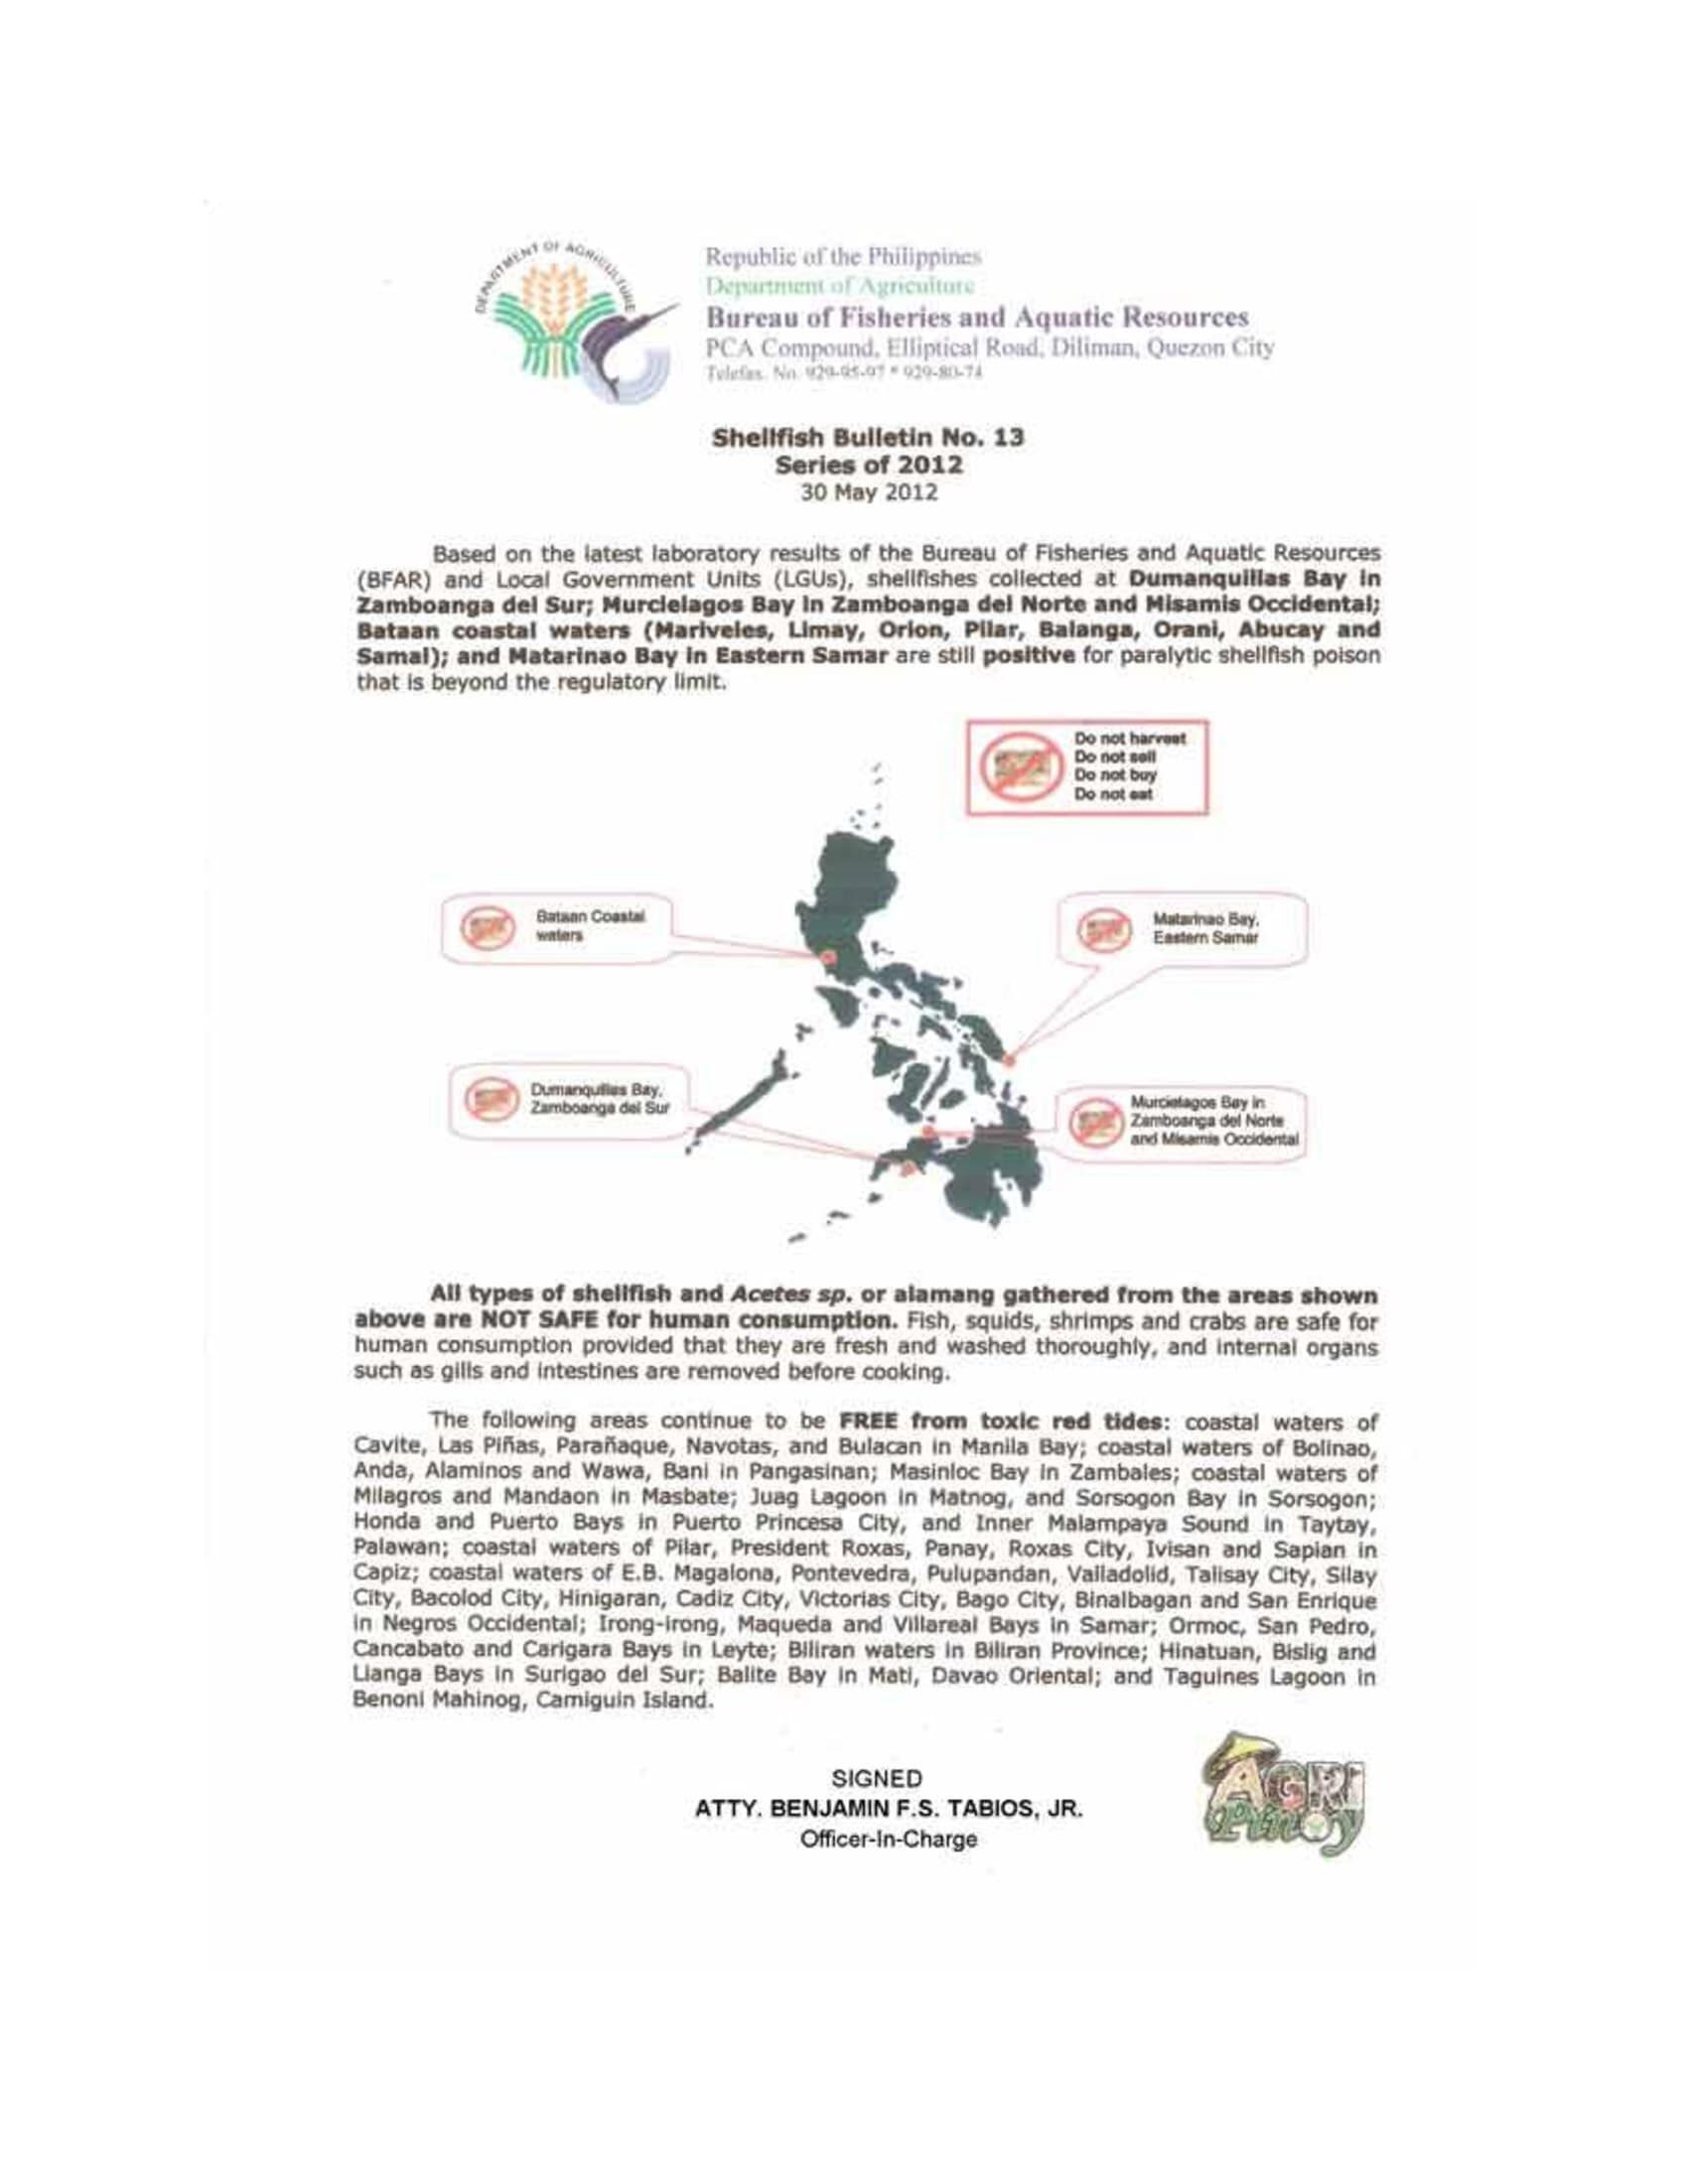 DEPARTMENT OF AGRICULTURE
Republic of the Philippines
Department of Agriculture
Bureau of Fisheries and Aquatic Resources
PCA Compound, Elliptical Road, Diliman, Quezon City
Telefax. No. 929-95-97 * 929-80-74
Shellfish Bulletin No. 13
Series of 2012
30 May 2012
Based on the latest laboratory results of the Bureau of Fisheries and Aquatic Resources
(BFAR) and Local Government Units (LGUs), shellfishes collected at Dumanquillas Bay in
Zamboanga del Sur; Murcielagos Bay in Zamboanga del Norte and Misamis Occidental;
Bataan coastal waters (Mariveles, Limay, Orion, Pilar, Balanga, Orani, Abucay and
Samal); and Matarinao Bay in Eastern Samar are still positive for paralytic shellfish poison
that is beyond the regulatory limit.
Do not harvest
Do not sell
Do not buy
Do not eat
Bataan Coastal
waters
Matarinao Bay,
Eastern Samar
Dumanquillas Bay,
Zamboanga del Sur
Murcielagos Bay in
Zamboanga del Norte
and Misamis Occidental
All types of shellfish and Acetes sp. or alamang gathered from the areas shown
above are NOT SAFE for human consumption. Fish, squids, shrimps and crabs are safe for
human consumption provided that they are fresh and washed thoroughly, and internal organs
such as gills and intestines are removed before cooking.
The following areas continue to be FREE from toxic red tides: coastal waters of
Cavite, Las Piñas, Parañaque, Navotas, and Bulacan in Manila Bay; coastal waters of Bolinao,
Anda, Alaminos and Wawa, Bani in Pangasinan; Masinloc Bay in Zambales; coastal waters of
Milagros and Mandaon in Masbate; Juag Lagoon in Matnog, and Sorsogon Bay in Sorsogon;
Honda and Puerto Bays in Puerto Princesa City, and Inner Malampaya Sound in Taytay,
Palawan; coastal waters of Pilar, President Roxas, Panay, Roxas City, Ivisan and Sapian in
Capiz; coastal waters of E.B. Magalona, Pontevedra, Pulupandan, Valladolid, Talisay City, Silay
City, Bacolod City, Hinigaran, Cadiz City, Victorias City, Bago City, Binalbagan and San Enrique
in Negros Occidental; Irong-irong, Maqueda and Villareal Bays in Samar; Ormoc, San Pedro,
Cancabato and Carigara Bays in Leyte; Biliran waters in Biliran Province; Hinatuan, Bislig and
Lianga Bays in Surigao del Sur; Balite Bay in Mati, Davao Oriental; and Taguines Lagoon in
Benoni Mahinog, Camiguin Island.
SIGNED
ATTY. BENJAMIN F.S. TABIOS, JR.
Officer-In-Charge
AGRI
Pinoy